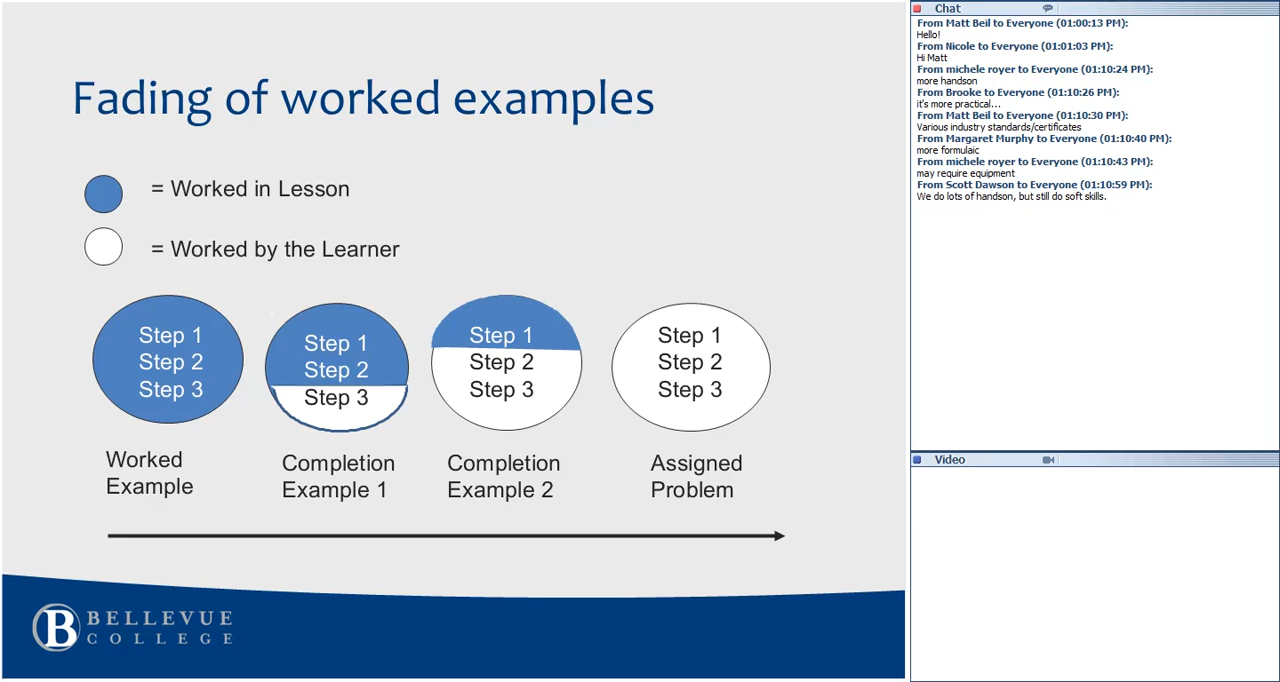 Fading of worked examples
= Worked in Lesson
= Worked by the Learner
Step 1
Step 2
Step 3
Step 1
Step 2
Step 3
Step 1
Step 2
Step 3
Step 1
Step 2
Step 3
Worked
Example
Completion
Example 1
Completion
Example 2
Assigned
Problem
B
BELLEVUE
COLLEGE
Chat
From Matt Beil to Everyone (01:00:13 PM):
Hello!
From Nicole to Everyone (01:01:03 PM):
Hi Matt
From michele royer to Everyone (01:10:24 PM):
more handson
From Brooke to Everyone (01:10:26 PM):
it's more practical...
From Matt Beil to Everyone (01:10:30 PM):
Various industry standards/certificates
From Margaret Murphy to Everyone (01:10:40 PM):
more formulaic
From michele royer to Everyone (01:10:43 PM):
may require equipment
From Scott Dawson to Everyone (01:10:59 PM):
We do lots of handson, but still do soft skills.
Video